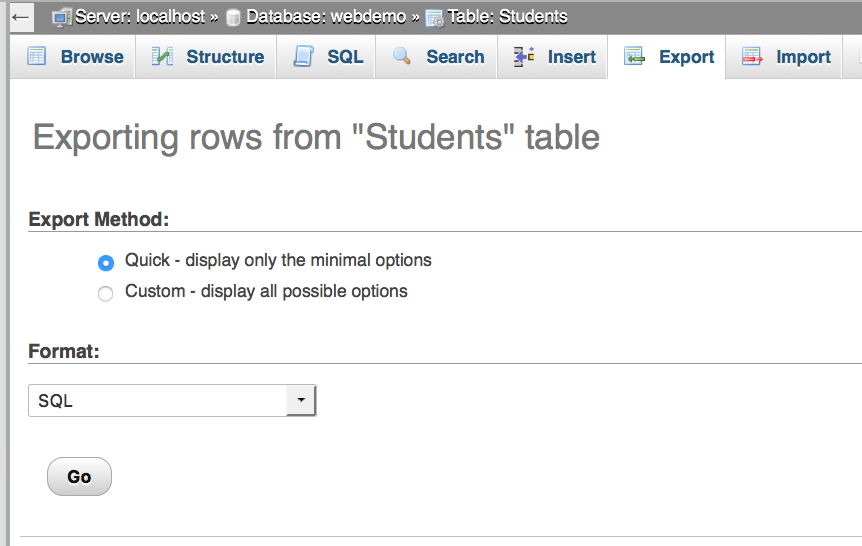 Server: localhost » Database: webdemo » Table: Students
Browse Structure SQL Search Insert Export Import
Exporting rows from "Students" table
Export Method:
Quick - display only the minimal options
Custom - display all possible options
Format:
SQL
Go